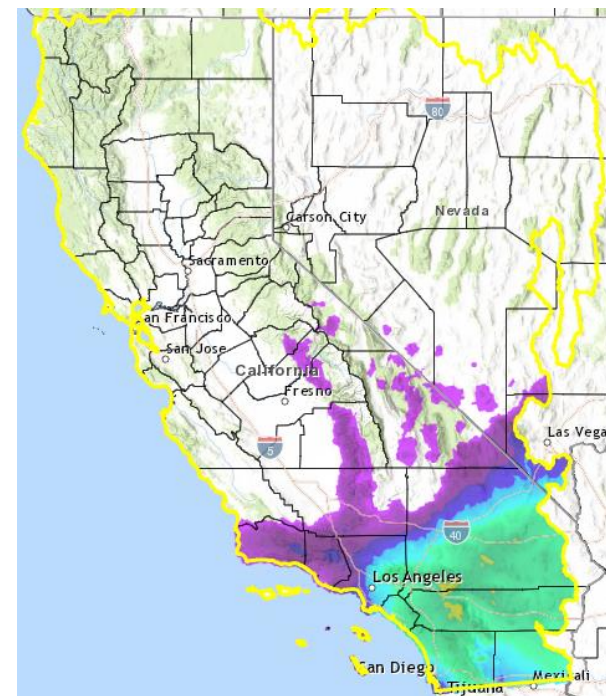 80
Nevada
Carson City
Sacramento
an Francisco
San Jose
California
Fresno
5
Las Vega
40
Los Angeles
San Diego
Tijuana
Mexicali